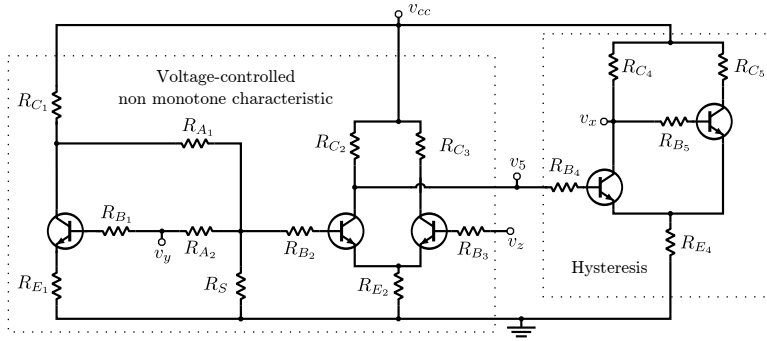 v_cc
Voltage-controlled
non monotone characteristic
R_C₁
R_A₁
R_C₂
R_C₃
R_C₄
R_C₅
v_x
R_B₅
v_5
R_B₄
R_B₁
R_A₂
v_y
R_B₂
R_B₃
v_z
R_E₁
R_S
R_E₂
R_E₄
Hysteresis